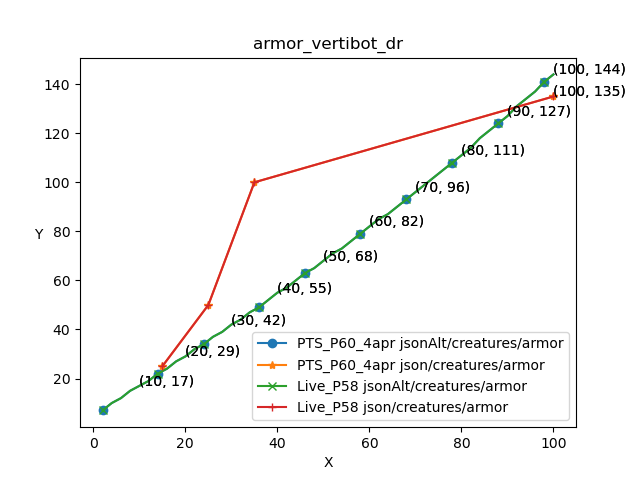 armor_vertibot_dr
(100, 144)
(100, 135)
(90, 127)
(80, 111)
(70, 96)
(60, 82)
(50, 68)
(40, 55)
(30, 42)
(20, 29)
(10, 17)
140
120
100
80
60
40
20
Y
PTS_P60_4apr jsonAlt/creatures/armor
PTS_P60_4apr json/creatures/armor
Live_P58 jsonAlt/creatures/armor
Live_P58 json/creatures/armor
0 20 40 60 80 100
X